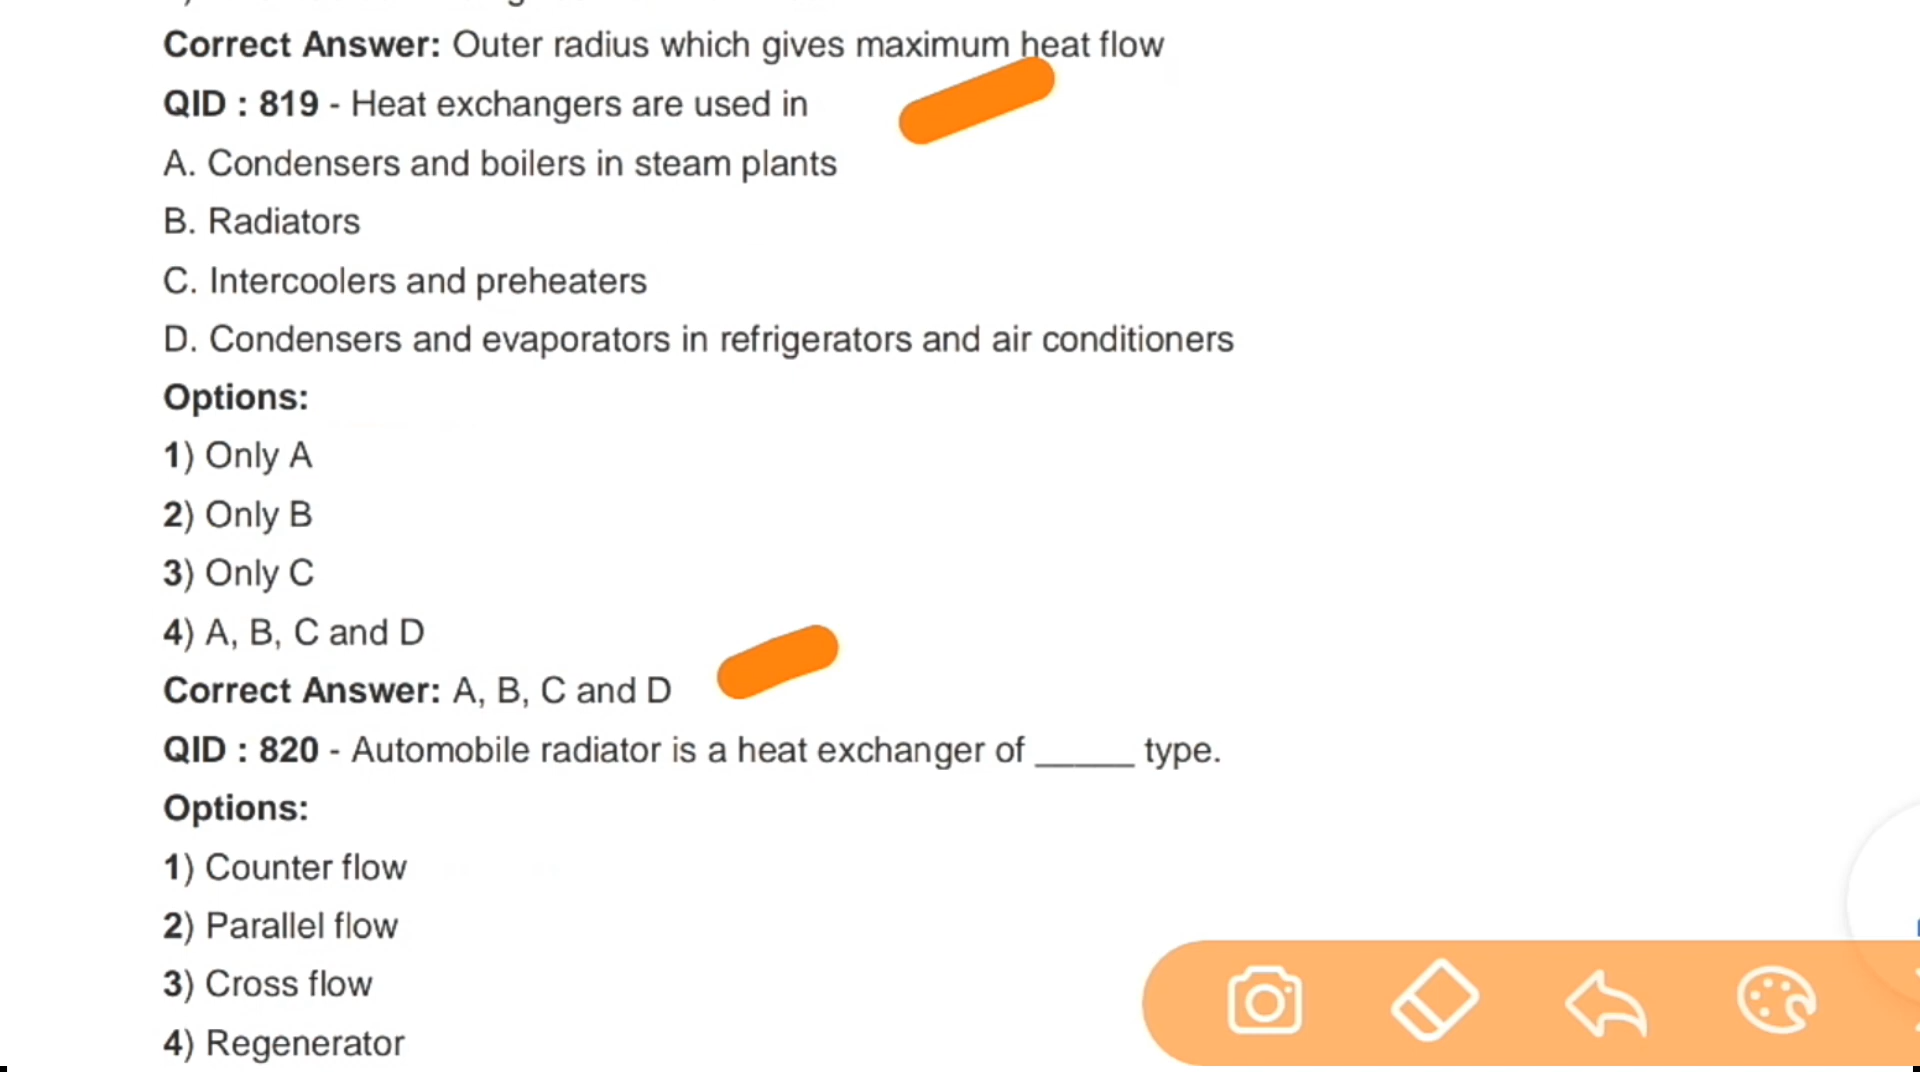 Correct Answer: Outer radius which gives maximum heat flow
QID : 819 - Heat exchangers are used in
A. Condensers and boilers in steam plants
B. Radiators
C. Intercoolers and preheaters
D. Condensers and evaporators in refrigerators and air conditioners
Options:
1) Only A
2) Only B
3) Only C
4) A, B, C and D
Correct Answer: A, B, C and D
QID : 820 - Automobile radiator is a heat exchanger of _____ type.
Options:
1) Counter flow
2) Parallel flow
3) Cross flow
4) Regenerator